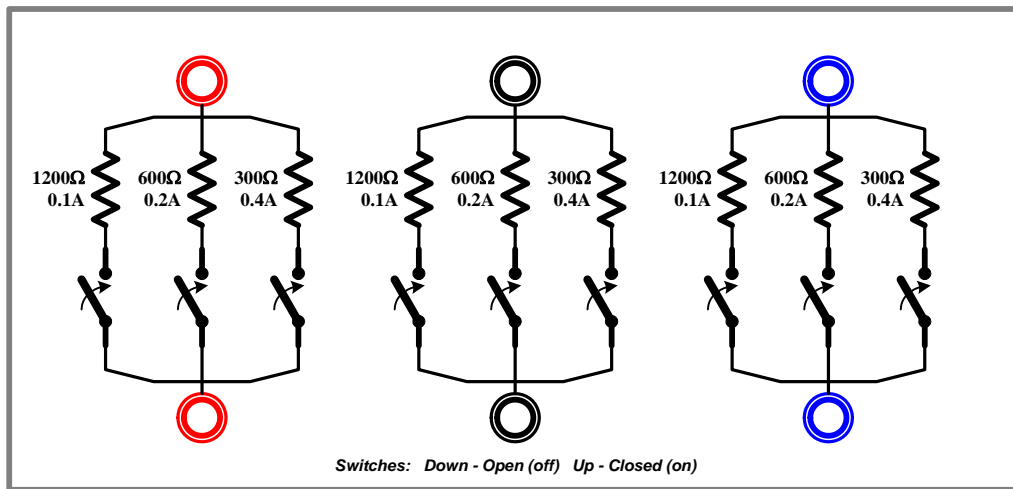 1200Ω 600Ω 300Ω 1200Ω 600Ω 300Ω 1200Ω 600Ω 300Ω
0.1A 0.2A 0.4A 0.1A 0.2A 0.4A 0.1A 0.2A 0.4A
Switches: Down - Open (off) Up - Closed (on)